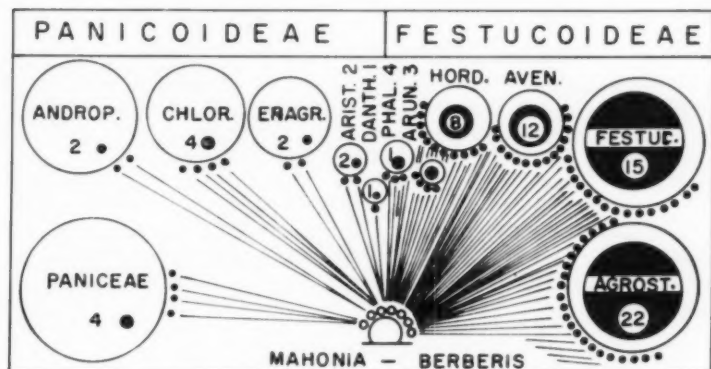 PANICOIDEAE FESTUCOIDEAE
ANDROP.
2
CHLOR.
4
ERAGR.
2
ARIST. 2
DANTH. 1
PHAL. 4
ARUN. 3
HORD.
8
AVEN.
12
FESTUC.
15
2
1
1
PANICEAE
4
AGROST.
22
MAHONIA — BERBERIS